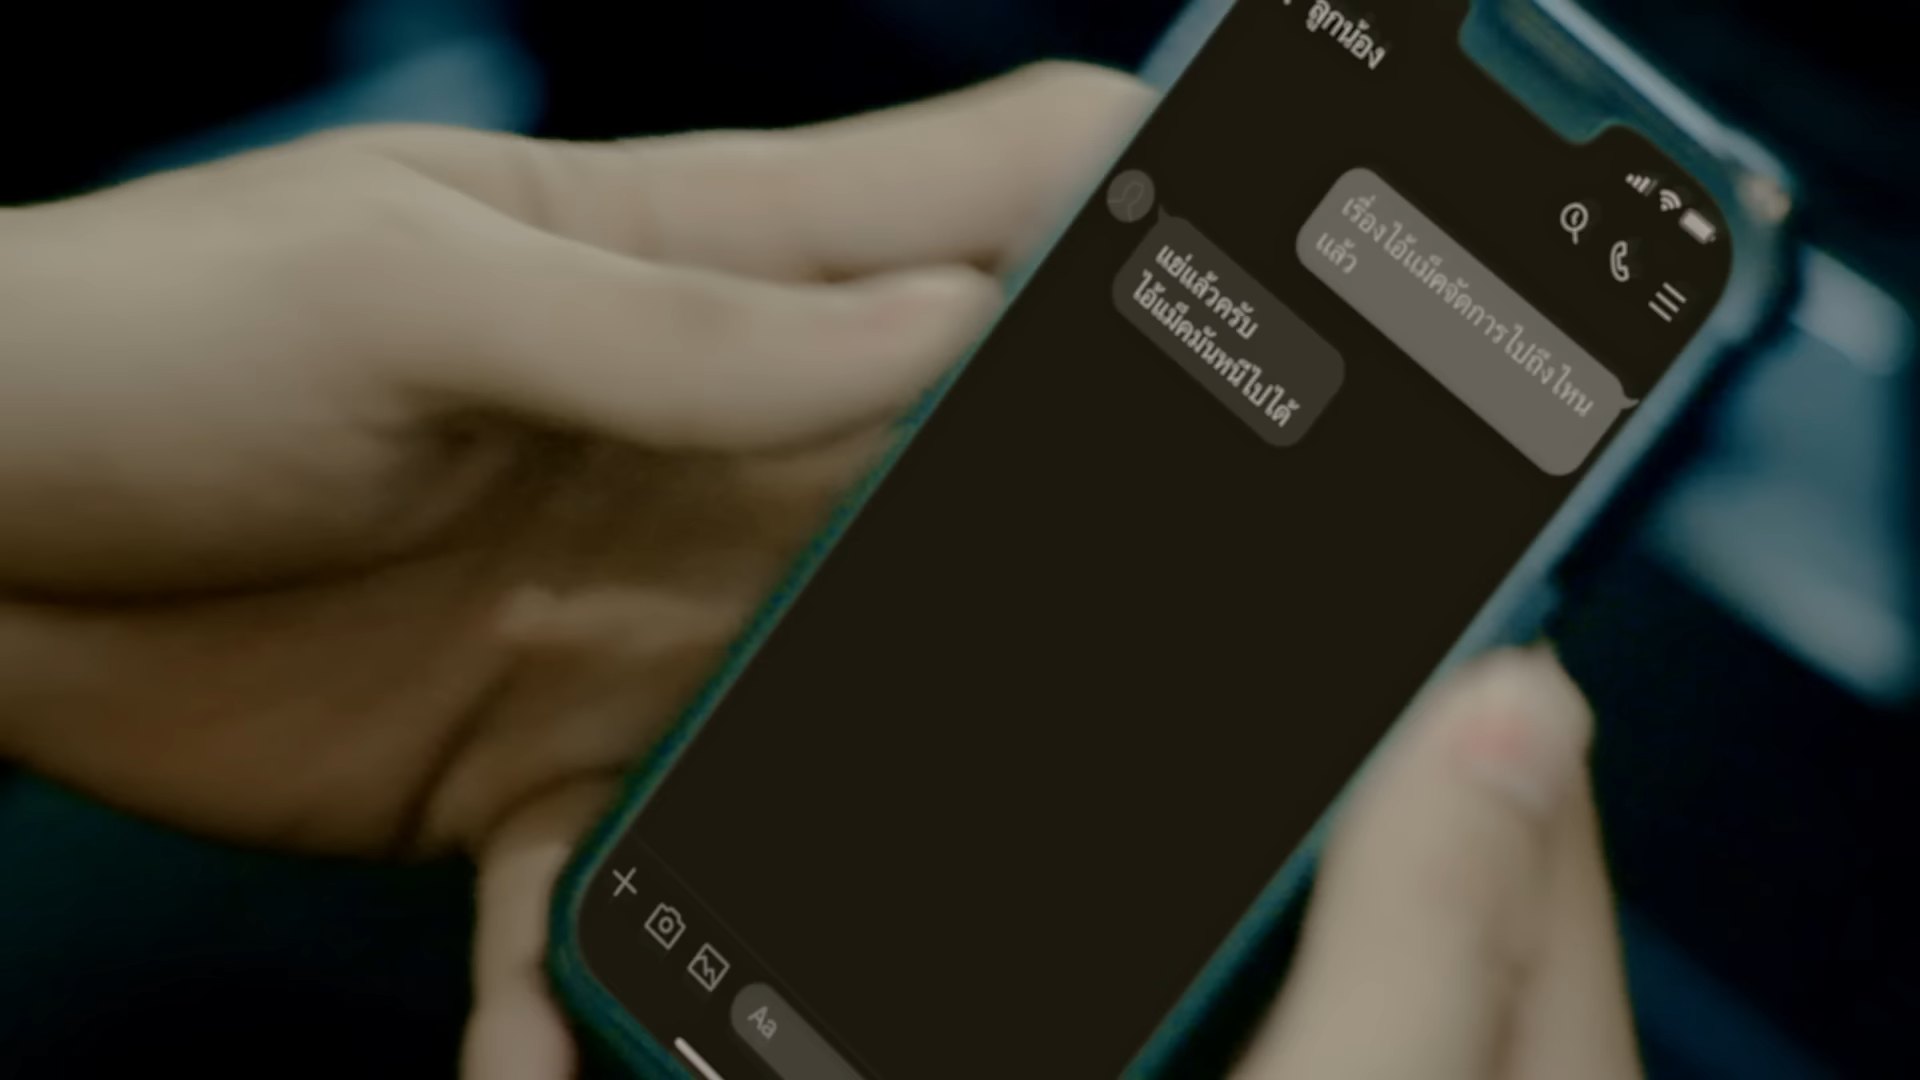 ลูกน้อง
เรื่องไอ้แม็คจัดการไปถึงไหน
แล้ว
แย่แล้วครับ
ไอ้แม็คมันหนีไปได้
Aa